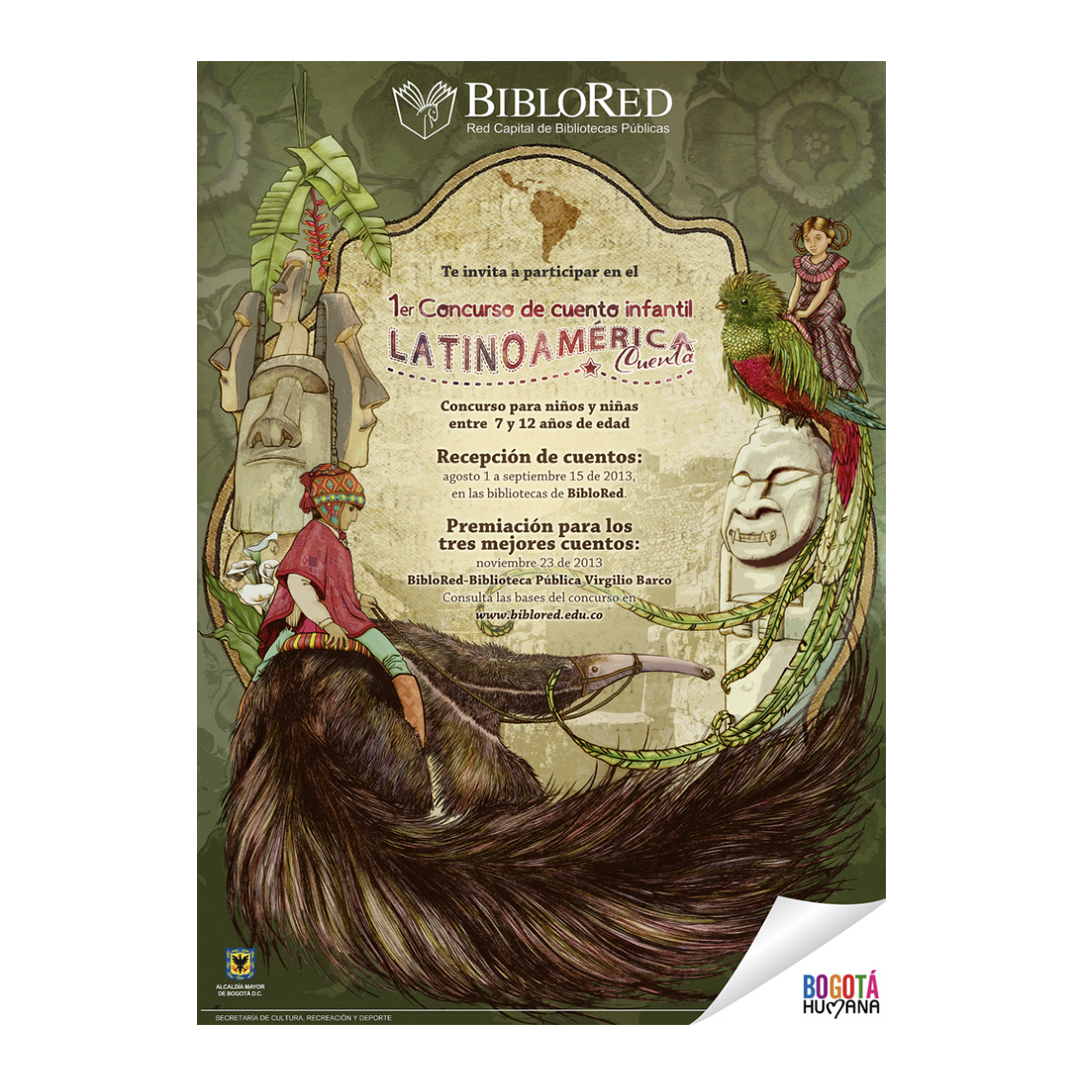 BIBLORED
Red Capital de Bibliotecas Públicas
Te invita a participar en el
1er Concurso de cuento infantil
LATINOAMÉRICA
Cuenta
Concurso para niños y niñas
entre 7 y 12 años de edad
Recepción de cuentos:
agosto 1 a septiembre 15 de 2013,
en las bibliotecas de BibloRed.
Premiación para los
tres mejores cuentos:
noviembre 23 de 2013
BibloRed-Biblioteca Pública Virgilio Barco
Consulta las bases del concurso en
www.biblored.edu.co
ALCALDÍA MAYOR
DE BOGOTÁ D.C.
SECRETARÍA DE CULTURA, RECREACIÓN Y DEPORTE
BOGOTÁ
HUMANA